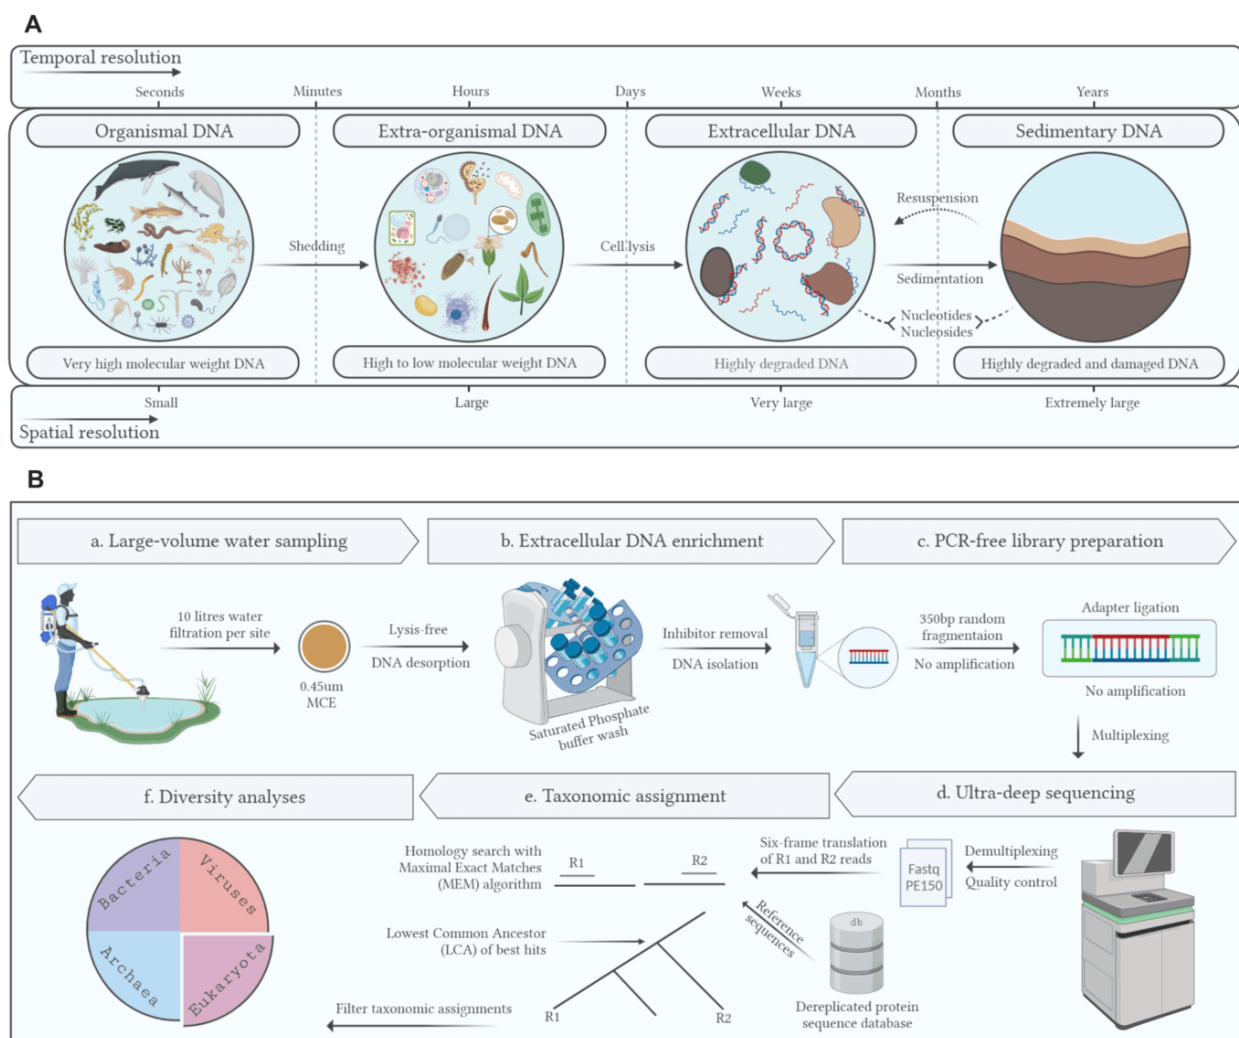 A
Temporal resolution
Seconds
Minutes
Hours
Days
Weeks
Months
Years
Organismal DNA
Extra-organismal DNA
Extracellular DNA
Sedimentary DNA
Resuspension
Shedding
Cell lysis
Sedimentation
Nucleotides
Nucleosides
Very high molecular weight DNA
High to low molecular weight DNA
Highly degraded DNA
Highly degraded and damaged DNA
Small
Large
Very large
Extremely large
Spatial resolution
B
a. Large-volume water sampling
b. Extracellular DNA enrichment
c. PCR-free library preparation
10 litres water
filtration per site
0.45um
MCE
Lysis-free
DNA desorption
Saturated Phosphate
buffer wash
Inhibitor removal
DNA isolation
350bp random
fragmentaion
No amplification
Adapter ligation
No amplification
Multiplexing
f. Diversity analyses
e. Taxonomic assignment
d. Ultra-deep sequencing
Bacteria
Viruses
Archaea
Eukaryota
Homology search with
Maximal Exact Matches
(MEM) algorithm
R1
R2
Six-frame translation
of R1 and R2 reads
Fastq
PE150
Demultiplexing
Quality control
Lowest Common Ancestor
(LCA) of best hits
Reference
sequences
db
Dereplicated protein
sequence database
Filter taxonomic assignments
R1
R2